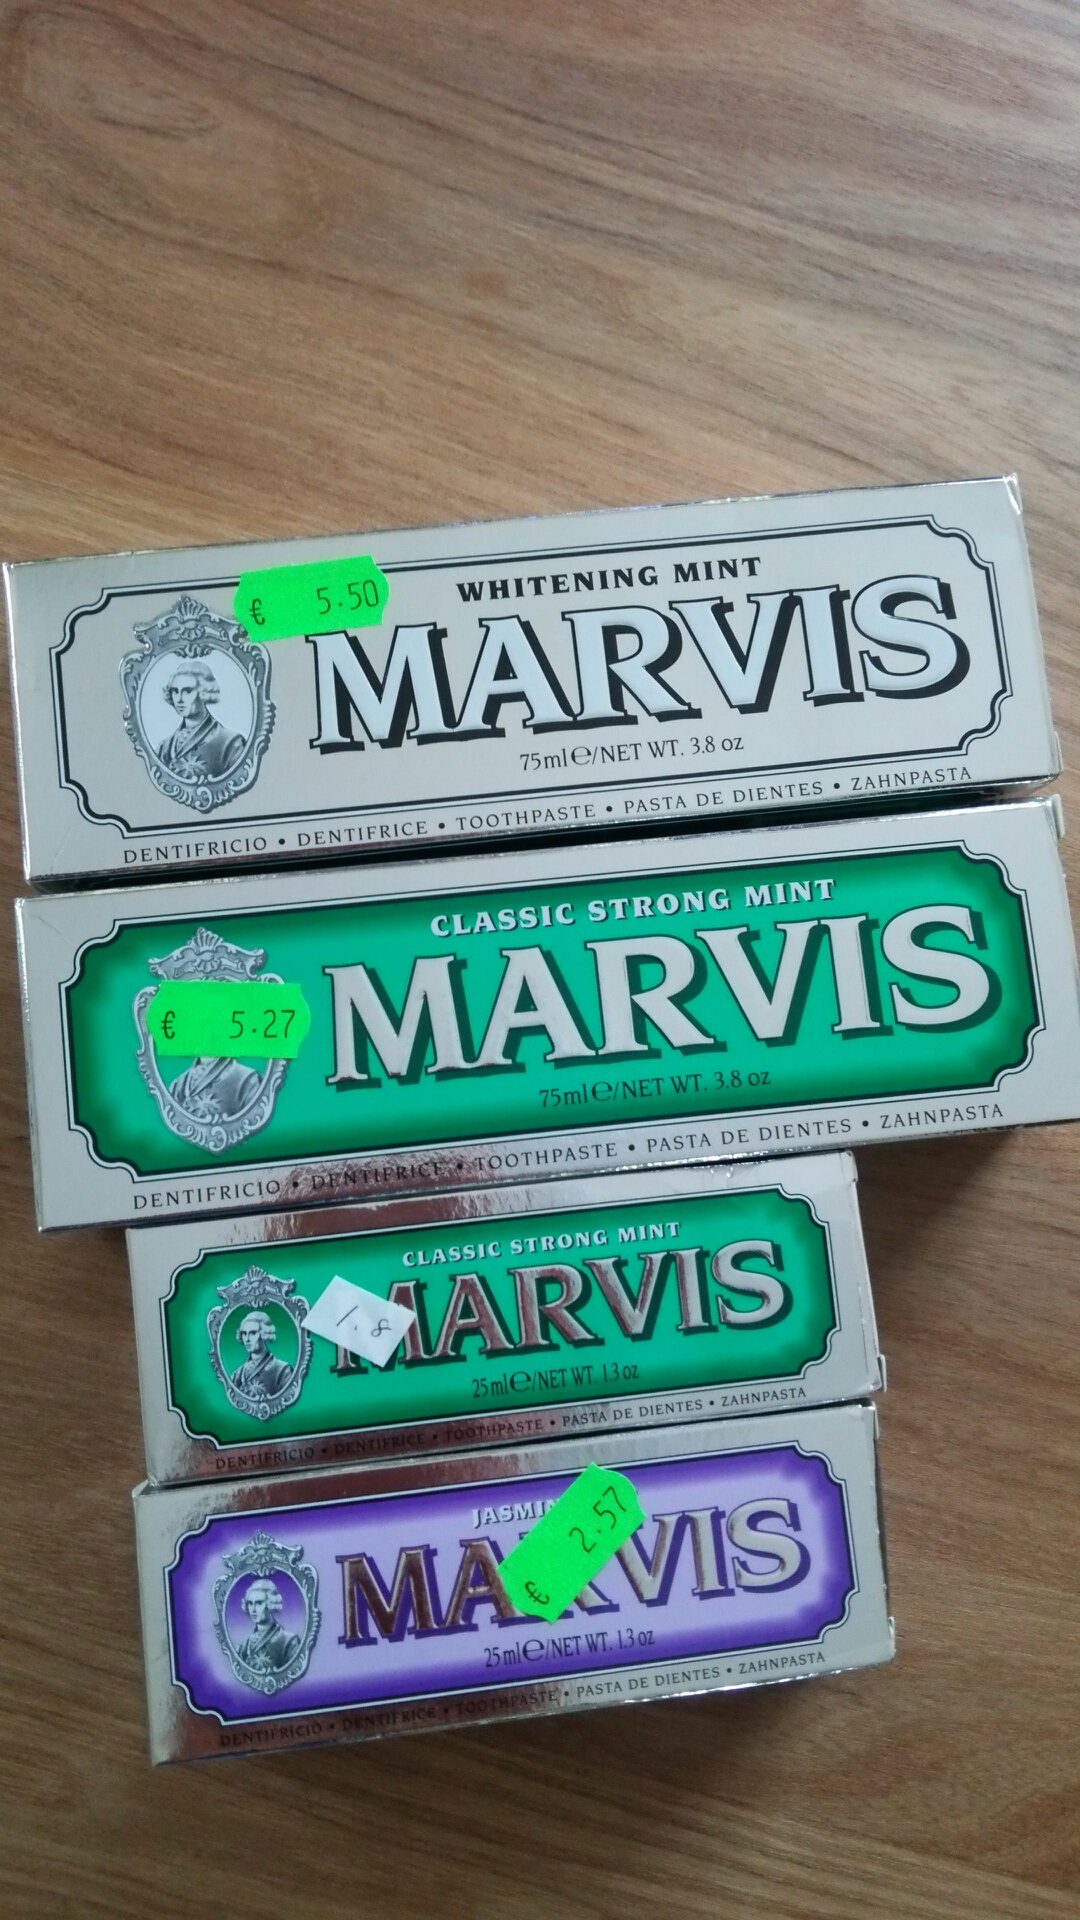 € 5.50
WHITENING MINT
MARVIS
75ml℮/NET WT. 3.8 oz
DENTIFRICIO • DENTIFRICE • TOOTHPASTE • PASTA DE DIENTES • ZAHNPASTA
CLASSIC STRONG MINT
€ 5.27
MARVIS
75ml℮/NET WT. 3.8 oz
DENTIFRICIO • DENTIFRICE • TOOTHPASTE • PASTA DE DIENTES • ZAHNPASTA
CLASSIC STRONG MINT
1.8
MARVIS
25ml℮/NET WT. 1.3 oz
DENTIFRICIO • DENTIFRICE • TOOTHPASTE • PASTA DE DIENTES • ZAHNPASTA
€ 2.57
MARVIS
25ml℮/NET WT. 1.3 oz
DENTIFRICIO • DENTIFRICE • TOOTHPASTE • PASTA DE DIENTES • ZAHNPASTA